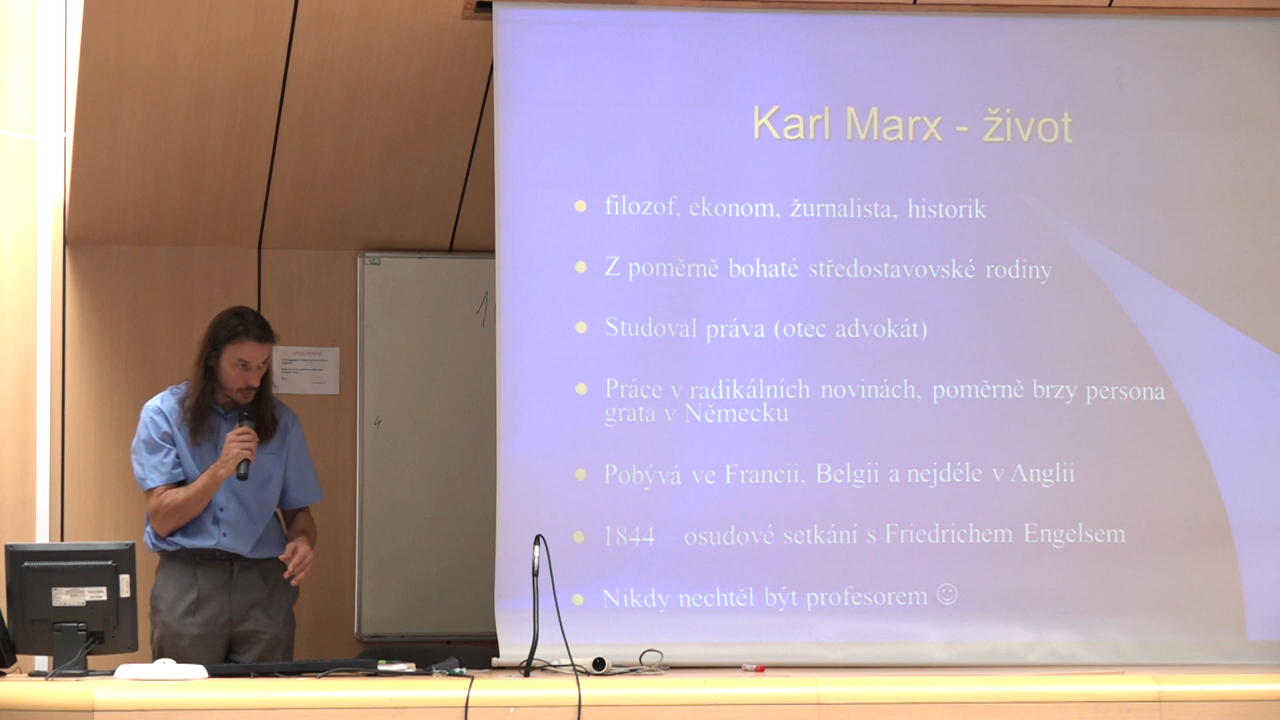 Karl Marx - život
filozof, ekonom, žurnalista, historik
Z poměrně bohaté středostavovské rodiny
Studoval práva (otec advokát)
Práce v radikálních novinách, poměrně brzy persona
grata v Německu
Pobývá ve Francii, Belgii a nejdéle v Anglii
1844 osudové setkání s Friedrichem Engelsem
Nikdy nechtěl být profesorem ☺